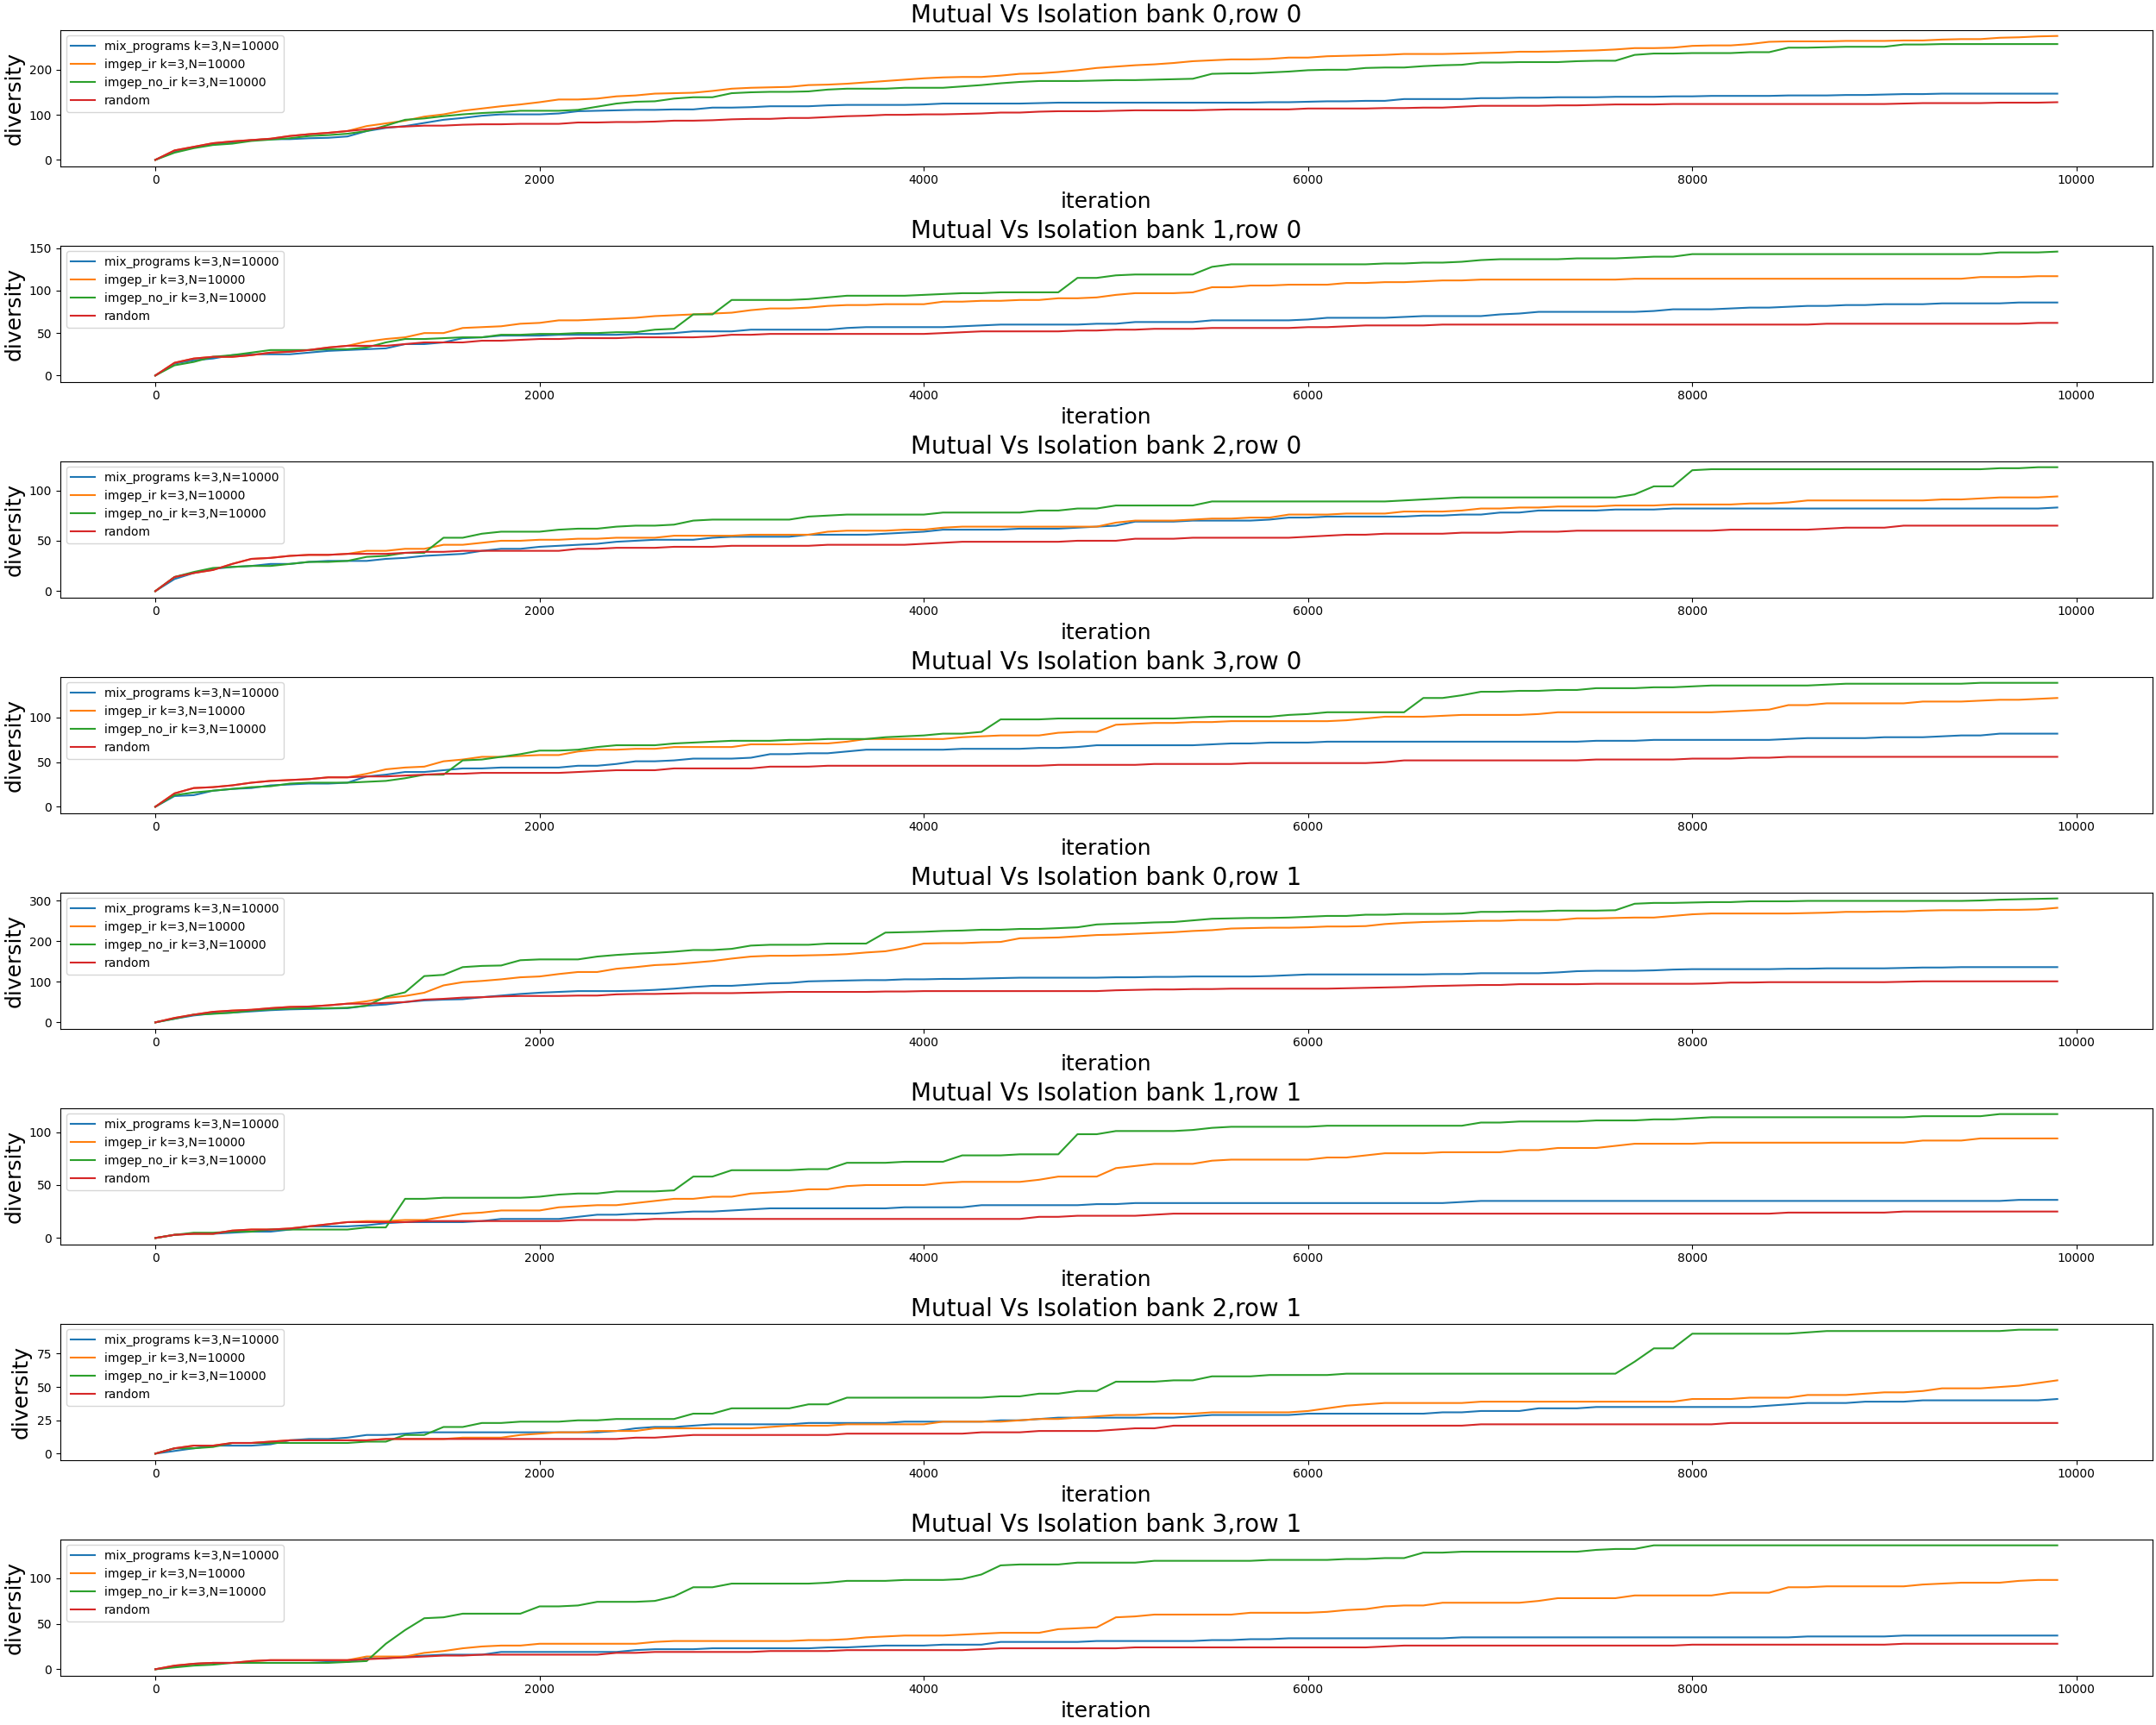 Mutual Vs Isolation bank 0,row 0
diversity
200
100
0
mix_programs k=3,N=10000
imgep_ir k=3,N=10000
imgep_no_ir k=3,N=10000
random
0 2000 4000 6000 8000 10000
iteration
Mutual Vs Isolation bank 1,row 0
diversity
150
100
50
0
mix_programs k=3,N=10000
imgep_ir k=3,N=10000
imgep_no_ir k=3,N=10000
random
0 2000 4000 6000 8000 10000
iteration
Mutual Vs Isolation bank 2,row 0
diversity
100
50
0
mix_programs k=3,N=10000
imgep_ir k=3,N=10000
imgep_no_ir k=3,N=10000
random
0 2000 4000 6000 8000 10000
iteration
Mutual Vs Isolation bank 3,row 0
diversity
100
50
0
mix_programs k=3,N=10000
imgep_ir k=3,N=10000
imgep_no_ir k=3,N=10000
random
0 2000 4000 6000 8000 10000
iteration
Mutual Vs Isolation bank 0,row 1
diversity
300
200
100
0
mix_programs k=3,N=10000
imgep_ir k=3,N=10000
imgep_no_ir k=3,N=10000
random
0 2000 4000 6000 8000 10000
iteration
Mutual Vs Isolation bank 1,row 1
diversity
100
50
0
mix_programs k=3,N=10000
imgep_ir k=3,N=10000
imgep_no_ir k=3,N=10000
random
0 2000 4000 6000 8000 10000
iteration
Mutual Vs Isolation bank 2,row 1
diversity
75
50
25
0
mix_programs k=3,N=10000
imgep_ir k=3,N=10000
imgep_no_ir k=3,N=10000
random
0 2000 4000 6000 8000 10000
iteration
Mutual Vs Isolation bank 3,row 1
diversity
100
50
0
mix_programs k=3,N=10000
imgep_ir k=3,N=10000
imgep_no_ir k=3,N=10000
random
0 2000 4000 6000 8000 10000
iteration